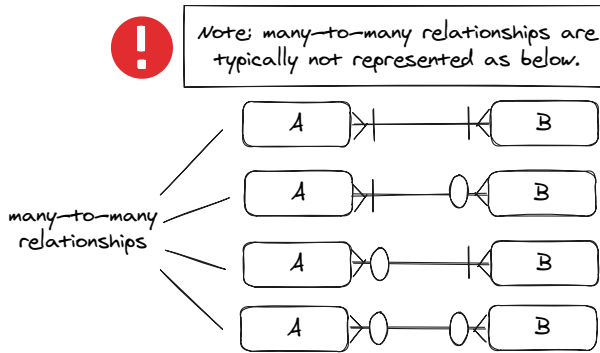 Note: many-to-many relationships are
typically not represented as below.
A B
A B
many-to-many
relationships
A B
A B